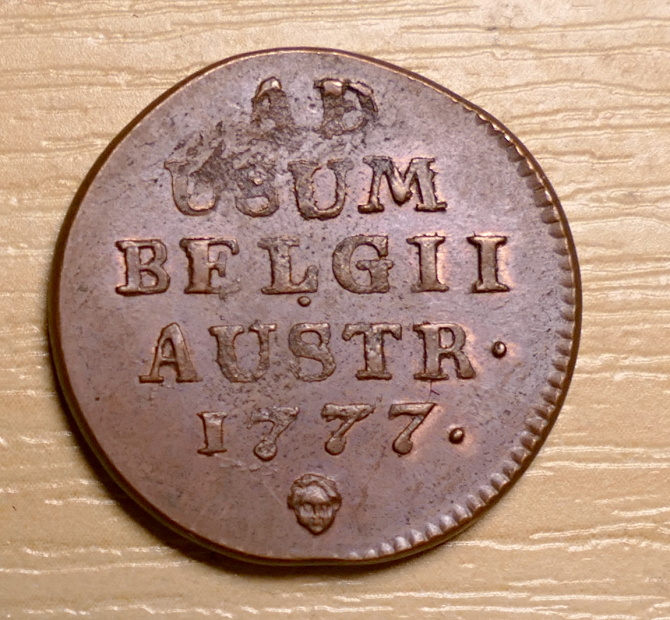 AD
USUM
BELGII
AUSTR·
1777·